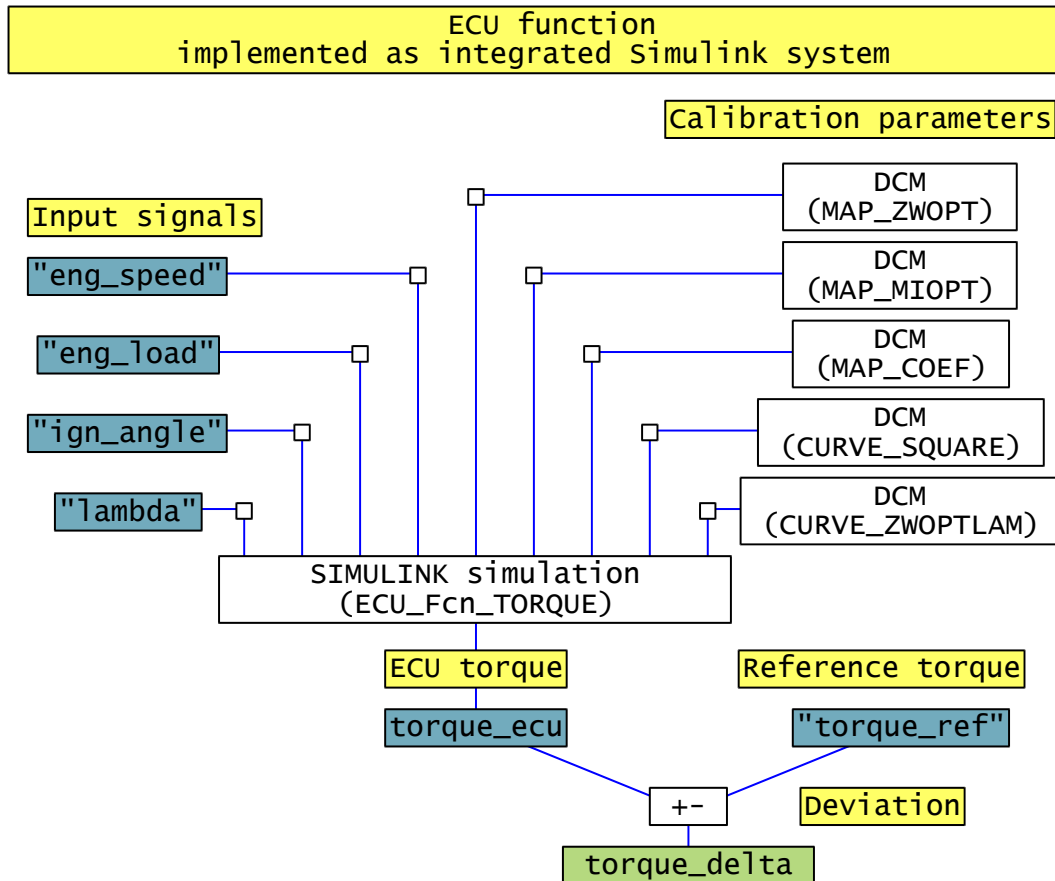 ECU function
implemented as integrated Simulink system
Calibration parameters
DCM
(MAP_ZWOPT)
Input signals
"eng_speed"
DCM
(MAP_MIOPT)
"eng_load"
DCM
(MAP_COEF)
"ign_angle"
DCM
(CURVE_SQUARE)
"lambda"
DCM
(CURVE_ZWOPTLAM)
SIMULINK simulation
(ECU_Fcn_TORQUE)
ECU torque
Reference torque
torque_ecu
"torque_ref"
+-
Deviation
torque_delta